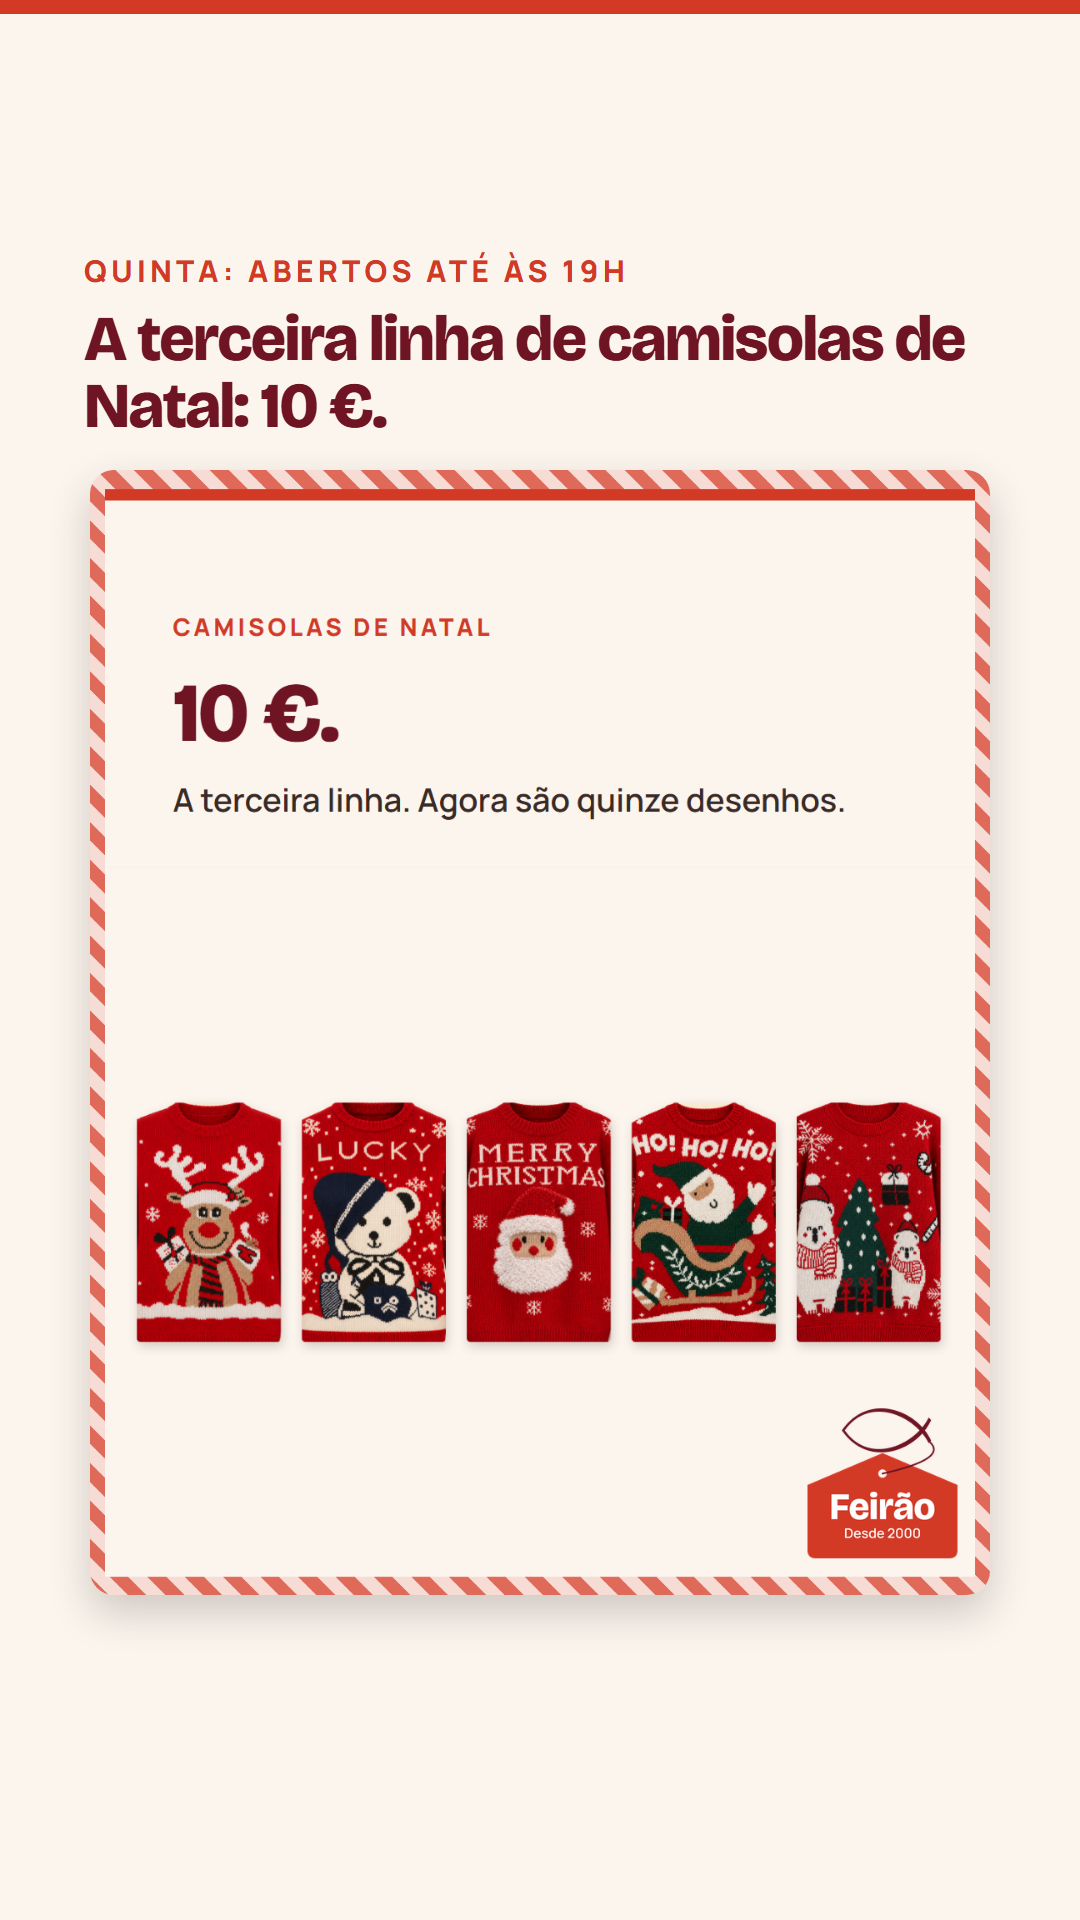 QUINTA: ABERTOS ATÉ ÀS 19H
A terceira linha de camisolas de
Natal: 10 €.
CAMISOLAS DE NATAL
10 €.
A terceira linha. Agora são quinze desenhos.
LUCKY
MERRY
CHRISTMAS
HO! HO! HO!
Feirão
Desde 2000